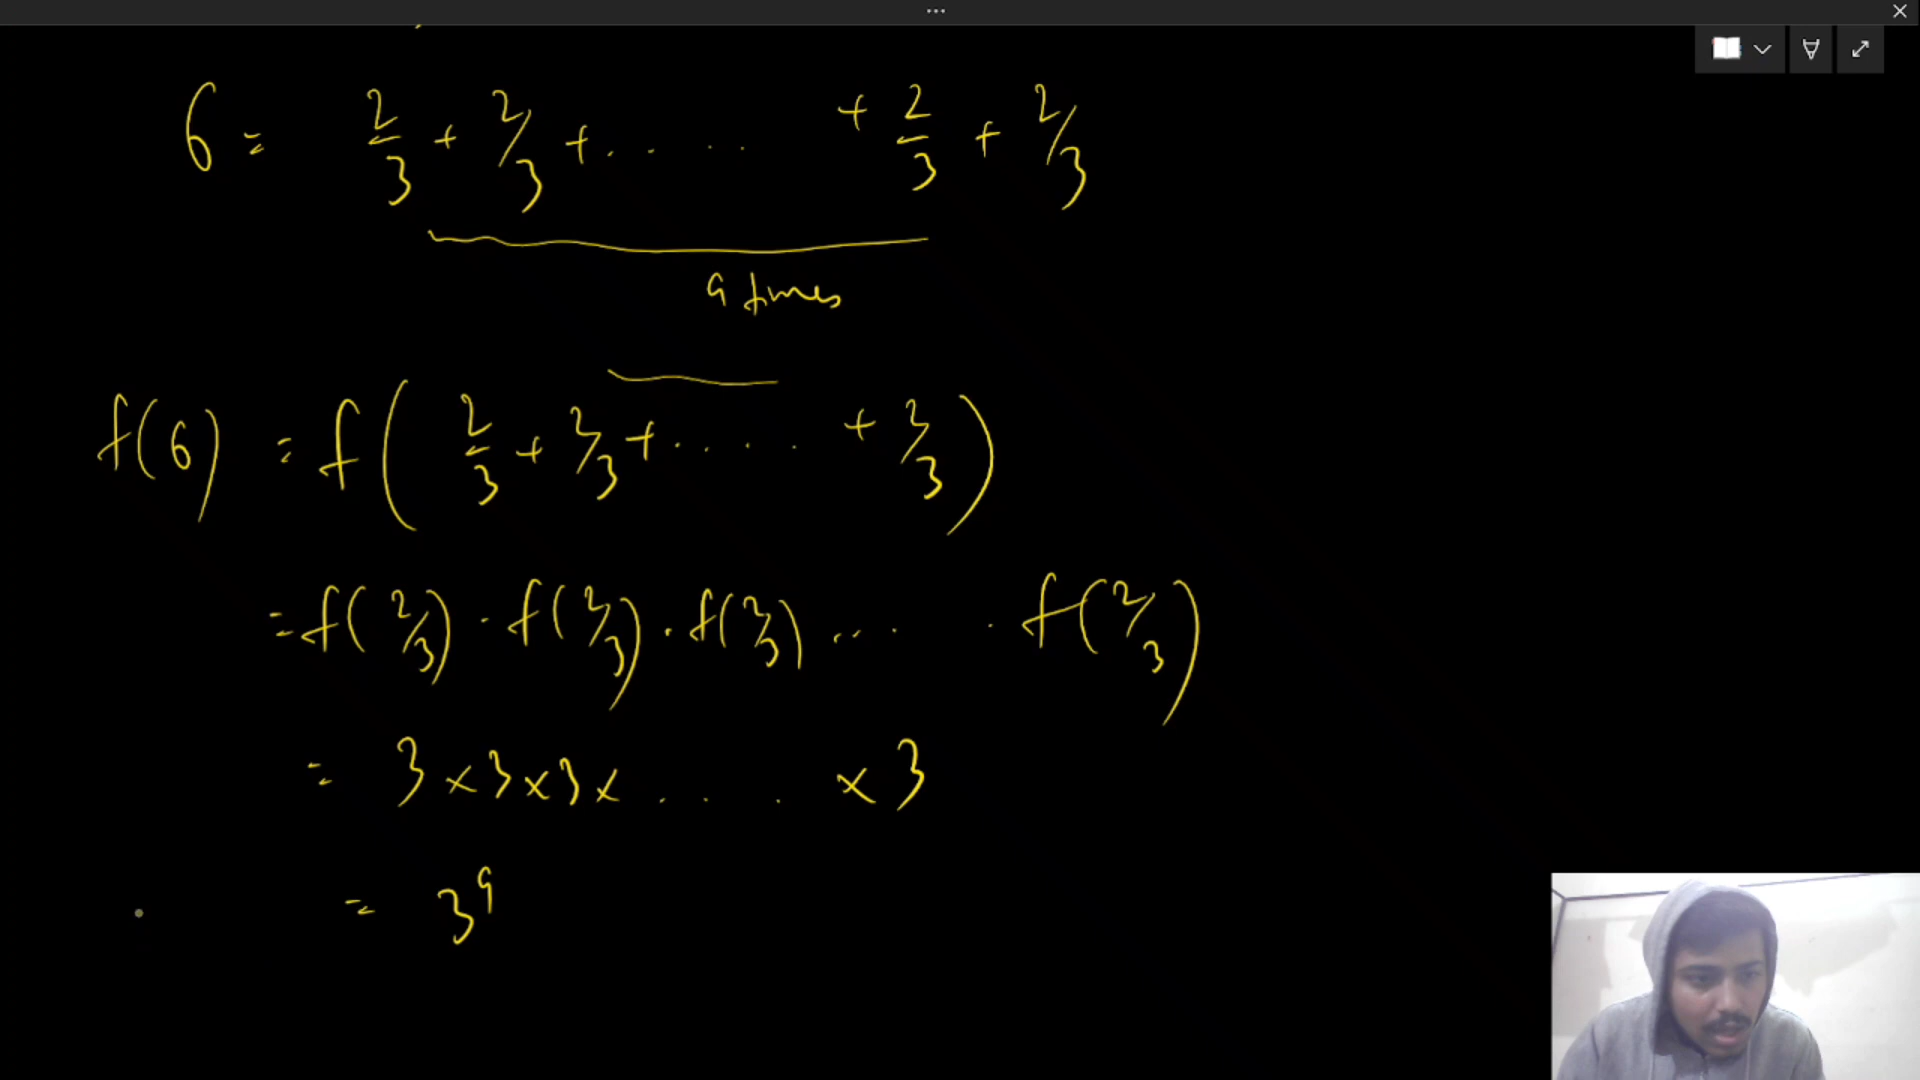 6 = 2/3 + 2/3 + . . . . + 2/3 + 2/3
9 times
f(6) = f( 2/3 + 2/3 + . . . . + 2/3 )
= f(2/3) · f(2/3) · f(2/3) . . . . · f(2/3)
= 3 × 3 × 3 × . . . . × 3
= 3⁹